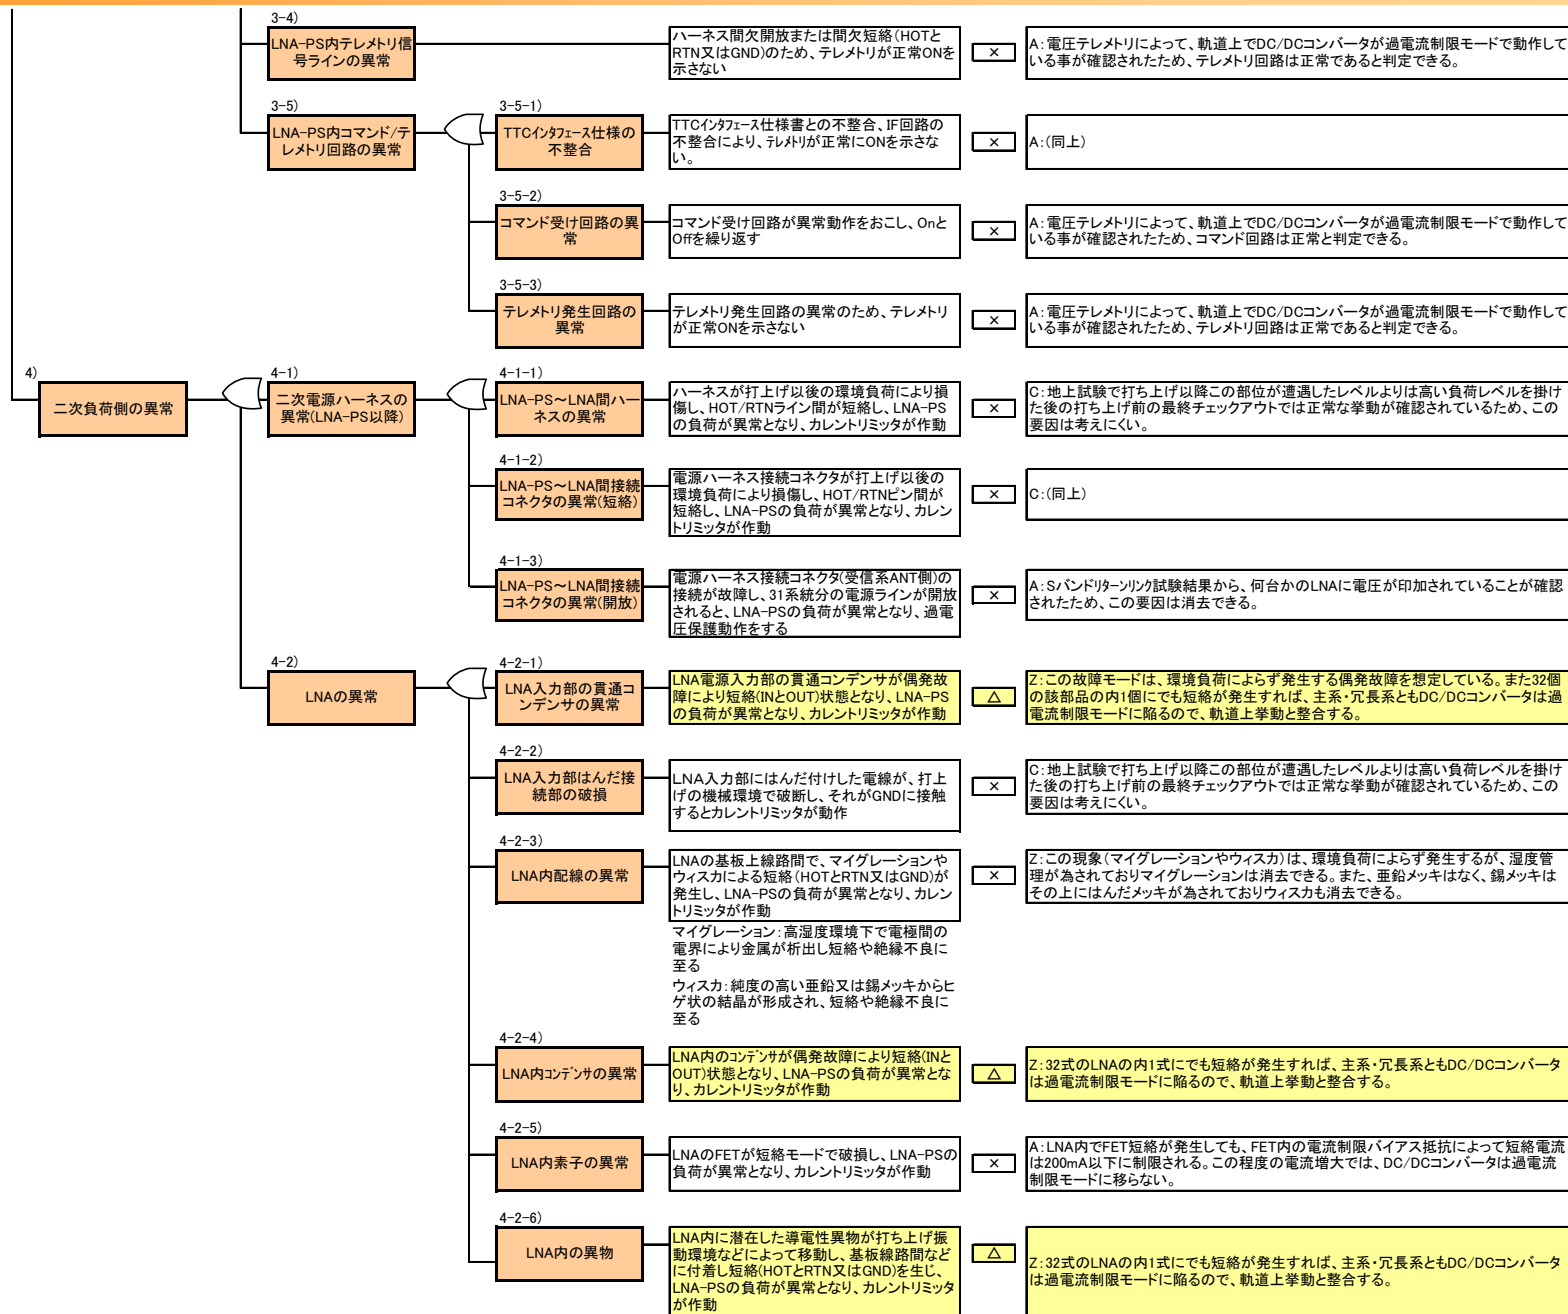 3-4)
LNA-PS内テレメトリ信
号ラインの異常
ハーネス間欠開放または間欠短絡(HOTと
RTN又はGND)のため、テレメトリが正常ONを
示さない
×
A:電圧テレメトリによって、軌道上でDC/DCコンバータが過電流制限モードで動作して
いる事が確認されたため、テレメトリ回路は正常であると判定できる。
3-5)
LNA-PS内コマンド/テ
レメトリ回路の異常
3-5-1)
TTCインタフェース仕様の
不整合
TTCインタフェース仕様書との不整合、IF回路の
不整合により、テレメトリが正常にONを示さな
い。
×
A:(同上)
3-5-2)
コマンド受け回路の異
常
コマンド受け回路が異常動作をおこし、Onと
Offを繰り返す
×
A:電圧テレメトリによって、軌道上でDC/DCコンバータが過電流制限モードで動作して
いる事が確認されたため、コマンド回路は正常と判定できる。
3-5-3)
テレメトリ発生回路の
異常
テレメトリ発生回路の異常のため、テレメトリ
が正常ONを示さない
×
A:電圧テレメトリによって、軌道上でDC/DCコンバータが過電流制限モードで動作して
いる事が確認されたため、テレメトリ回路は正常であると判定できる。
4)
二次負荷側の異常
4-1)
二次電源ハーネスの
異常(LNA-PS以降)
4-1-1)
LNA-PS～LNA間ハー
ネスの異常
ハーネスが打上げ以後の環境負荷により損
傷し、HOT/RTNライン間が短絡し、LNA-PS
の負荷が異常となり、カレントリミッタが作動
×
C:地上試験で打ち上げ以降この部位が遭遇したレベルよりは高い負荷レベルを掛け
た後の打ち上げ前の最終チェックアウトでは正常な挙動が確認されているため、この
要因は考えにくい。
4-1-2)
LNA-PS～LNA間接続
コネクタの異常(短絡)
電源ハーネス接続コネクタが打上げ以後の
環境負荷により損傷し、HOT/RTNピン間が
短絡し、LNA-PSの負荷が異常となり、カレン
トリミッタが作動
×
C:(同上)
4-1-3)
LNA-PS～LNA間接続
コネクタの異常(開放)
電源ハーネス接続コネクタ(受信系ANT側)の
接続が故障し、31系統分の電源ラインが開放
されると、LNA-PSの負荷が異常となり、過電
圧保護動作をする
×
A:Sバンドリターンリンク試験結果から、何台かのLNAに電圧が印加されていることが確認
されたため、この要因は消去できる。
4-2)
LNAの異常
4-2-1)
LNA入力部の貫通コ
ンデンサの異常
LNA電源入力部の貫通コンデンサが偶発故
障により短絡(INとOUT)状態となり、LNA-PS
の負荷が異常となり、カレントリミッタが作動
△
Z:この故障モードは、環境負荷によらず発生する偶発故障を想定している。また32個
の該部品の内1個にでも短絡が発生すれば、主系・冗長系ともDC/DCコンバータは過
電流制限モードに陥るので、軌道上挙動と整合する。
4-2-2)
LNA入力部はんだ接
続部の破損
LNA入力部にはんだ付けした電線が、打上
げの機械環境で破断し、それがGNDに接触
するとカレントリミッタが動作
×
C:地上試験で打ち上げ以降この部位が遭遇したレベルよりは高い負荷レベルを掛け
た後の打ち上げ前の最終チェックアウトでは正常な挙動が確認されているため、この
要因は考えにくい。
4-2-3)
LNA内配線の異常
LNAの基板上線路間で、マイグレーションや
ウィスカによる短絡(HOTとRTN又はGND)が
発生し、LNA-PSの負荷が異常となり、カレン
トリミッタが作動
×
Z:この現象(マイグレーションやウィスカ)は、環境負荷によらず発生するが、湿度管
理が為されておりマイグレーションは消去できる。また、亜鉛メッキはなく、錫メッキは
その上にはんだメッキが為されておりウィスカも消去できる。
マイグレーション:高湿度環境下で電極間の
電界により金属が析出し短絡や絶縁不良に
至る
ウィスカ:純度の高い亜鉛又は錫メッキからヒ
ゲ状の結晶が形成され、短絡や絶縁不良に
至る
4-2-4)
LNA内コンデンサの異常
LNA内のコンデンサが偶発故障により短絡(INと
OUT)状態となり、LNA-PSの負荷が異常とな
り、カレントリミッタが作動
△
Z:32式のLNAの内1式にでも短絡が発生すれば、主系・冗長系ともDC/DCコンバータ
は過電流制限モードに陥るので、軌道上挙動と整合する。
4-2-5)
LNA内素子の異常
LNAのFETが短絡モードで破損し、LNA-PSの
負荷が異常となり、カレントリミッタが作動
×
A:LNA内でFET短絡が発生しても、FET内の電流制限バイアス抵抗によって短絡電流
は200mA以下に制限される。この程度の電流増大では、DC/DCコンバータは過電流
制限モードに移らない。
4-2-6)
LNA内の異物
LNA内に潜在した導電性異物が打ち上げ振
動環境などによって移動し、基板線路間など
に付着し短絡(HOTとRTN又はGND)を生じ、
LNA-PSの負荷が異常となり、カレントリミッタ
が作動
△
Z:32式のLNAの内1式にでも短絡が発生すれば、主系・冗長系ともDC/DCコンバータ
は過電流制限モードに陥るので、軌道上挙動と整合する。